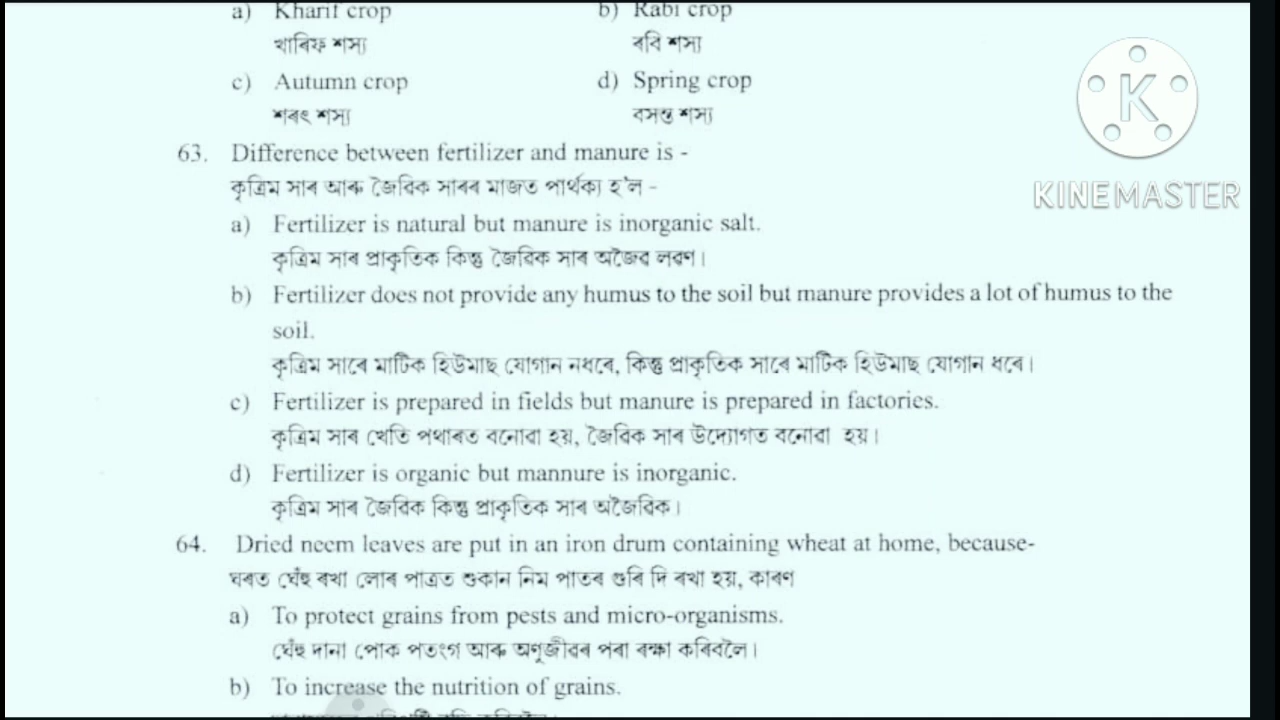 a) Kharif crop b) Rabi crop
খাৰিফ শস্য ৰবি শস্য
c) Autumn crop d) Spring crop
শৰৎ শস্য বসন্ত শস্য
K
KINEMASTER
63. Difference between fertilizer and manure is -
কৃত্ৰিম সাৰ আৰু জৈৱিক সাৰৰ মাজত পাৰ্থক্য হ'ল -
a) Fertilizer is natural but manure is inorganic salt.
কৃত্ৰিম সাৰ প্ৰাকৃতিক কিন্তু জৈৱিক সাৰ অজৈৱ লৱণ।
b) Fertilizer does not provide any humus to the soil but manure provides a lot of humus to the
soil.
কৃত্ৰিম সাৰে মাটিক হিউমাছ যোগান নধৰে, কিন্তু প্ৰাকৃতিক সাৰে মাটিক হিউমাছ যোগান ধৰে।
c) Fertilizer is prepared in fields but manure is prepared in factories.
কৃত্ৰিম সাৰ খেতি পথাৰত বনোৱা হয়, জৈৱিক সাৰ উদ্যোগত বনোৱা হয়।
d) Fertilizer is organic but mannure is inorganic.
কৃত্ৰিম সাৰ জৈৱিক কিন্তু প্ৰাকৃতিক সাৰ অজৈৱিক।
64. Dried neem leaves are put in an iron drum containing wheat at home, because-
ঘৰত ঘেঁহু ৰখা লোৰ পাত্ৰত শুকান নিম পাতৰ গুৰি দি ৰখা হয়, কাৰণ
a) To protect grains from pests and micro-organisms.
ঘেঁহু দানা পোক পতংগ আৰু অণুজীৱৰ পৰা ৰক্ষা কৰিবলৈ।
b) To increase the nutrition of grains.